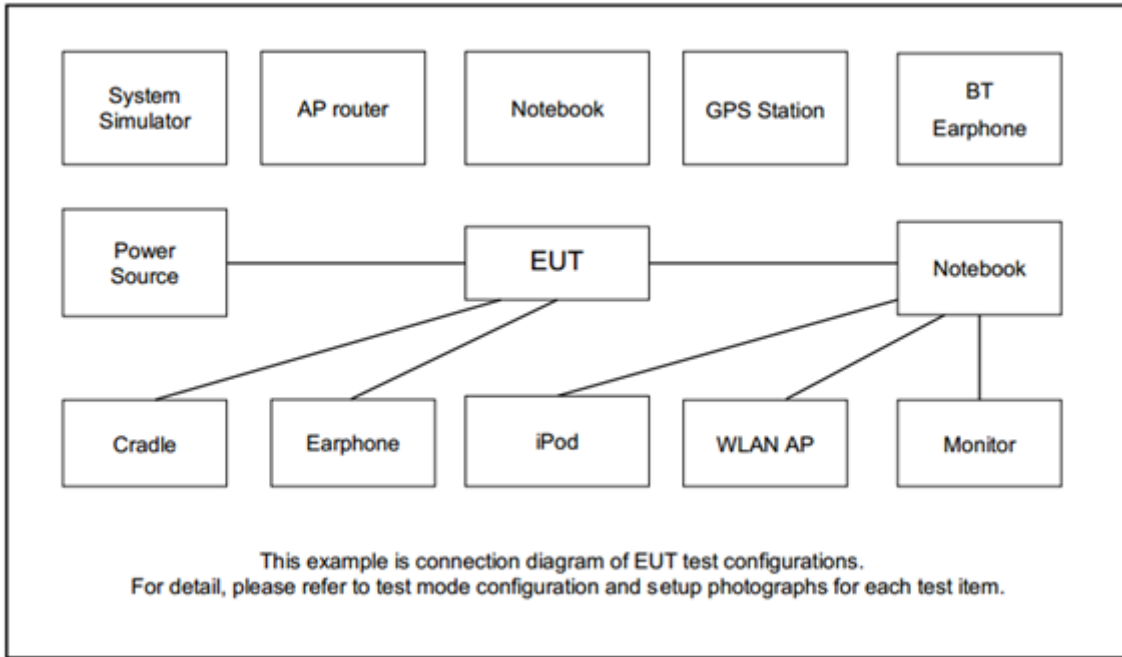 System
Simulator
AP router
Notebook
GPS Station
BT
Earphone
Power
Source
EUT
Notebook
Cradle
Earphone
iPod
WLAN AP
Monitor
This example is connection diagram of EUT test configurations.
For detail, please refer to test mode configuration and setup photographs for each test item.